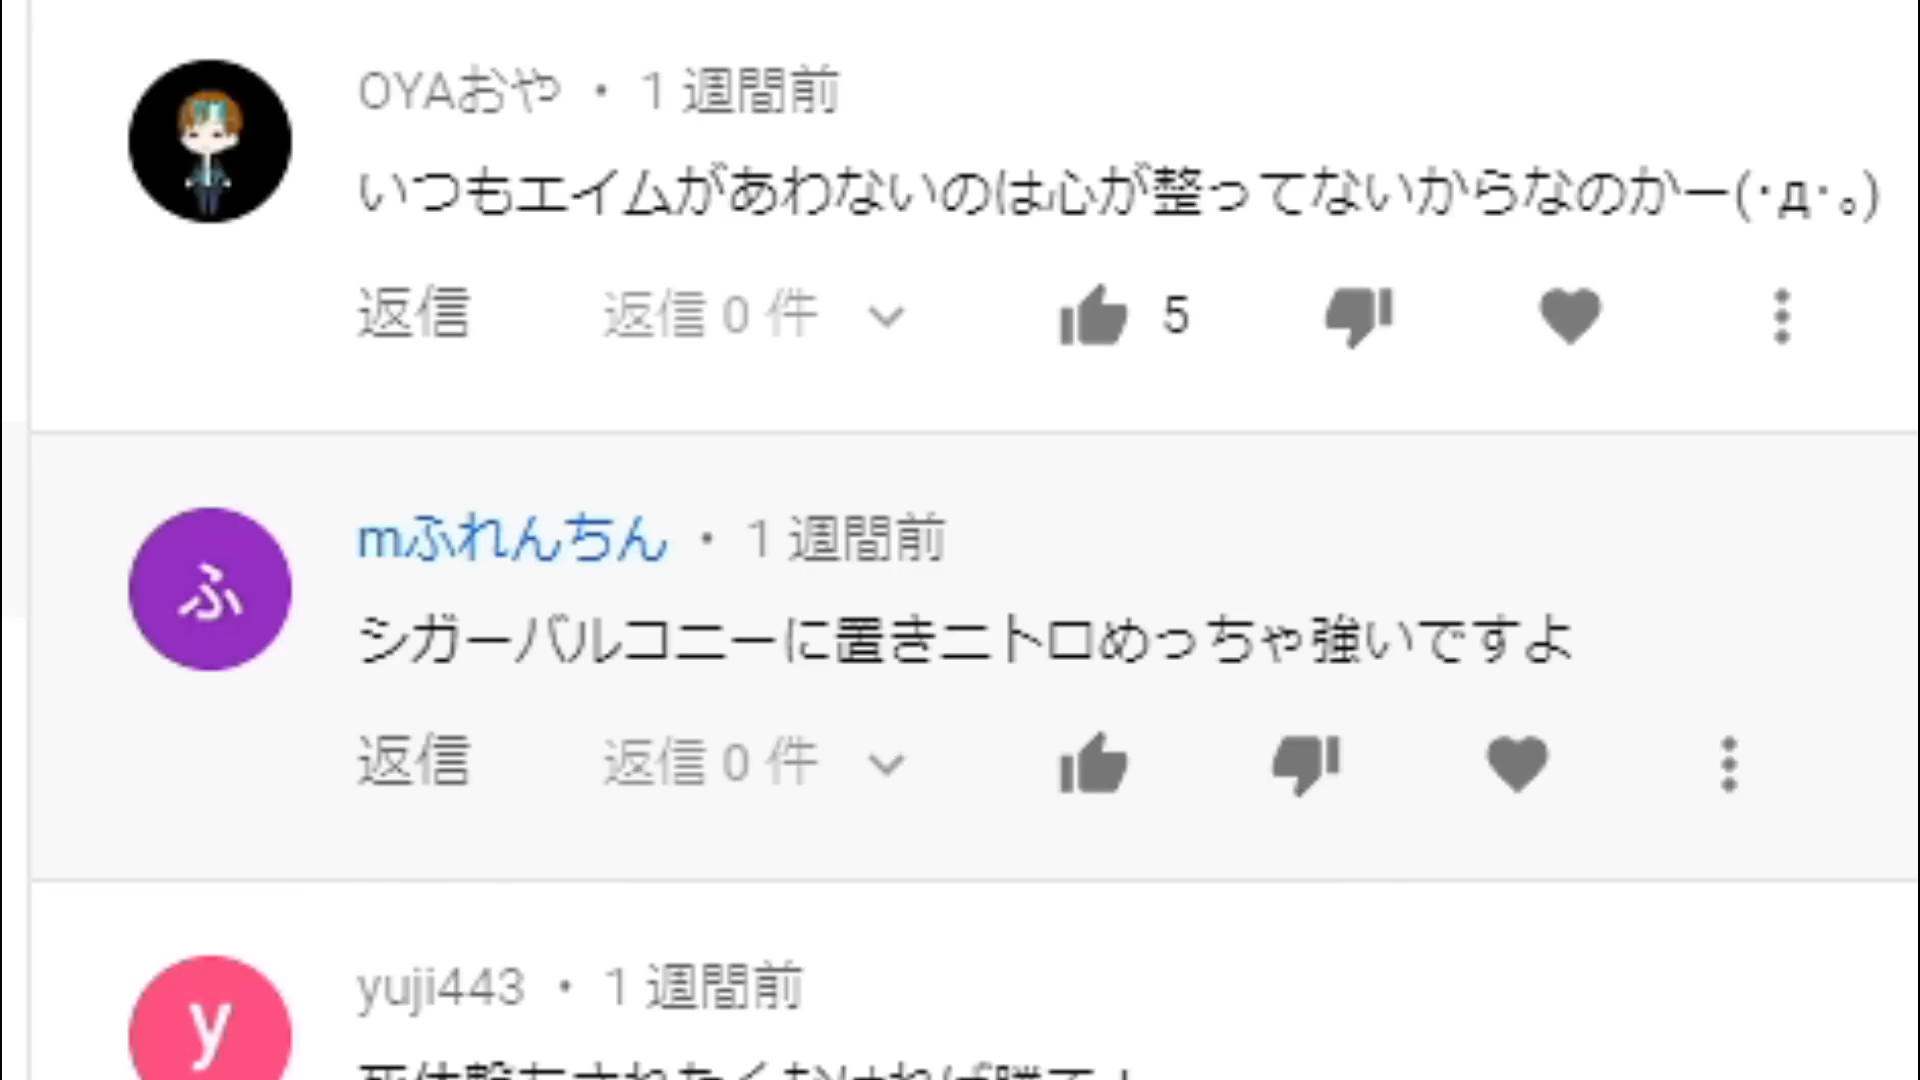 OYAおや・1 週間前
いつもエイムがあわないのは心が整ってないからなのかー(･д･｡)
返信 返信 0 件 5
ふ
mふれんちん・1 週間前
シガーバルコニーに置きニトロめっちゃ強いですよ
返信 返信 0 件
y
yuji443・1 週間前